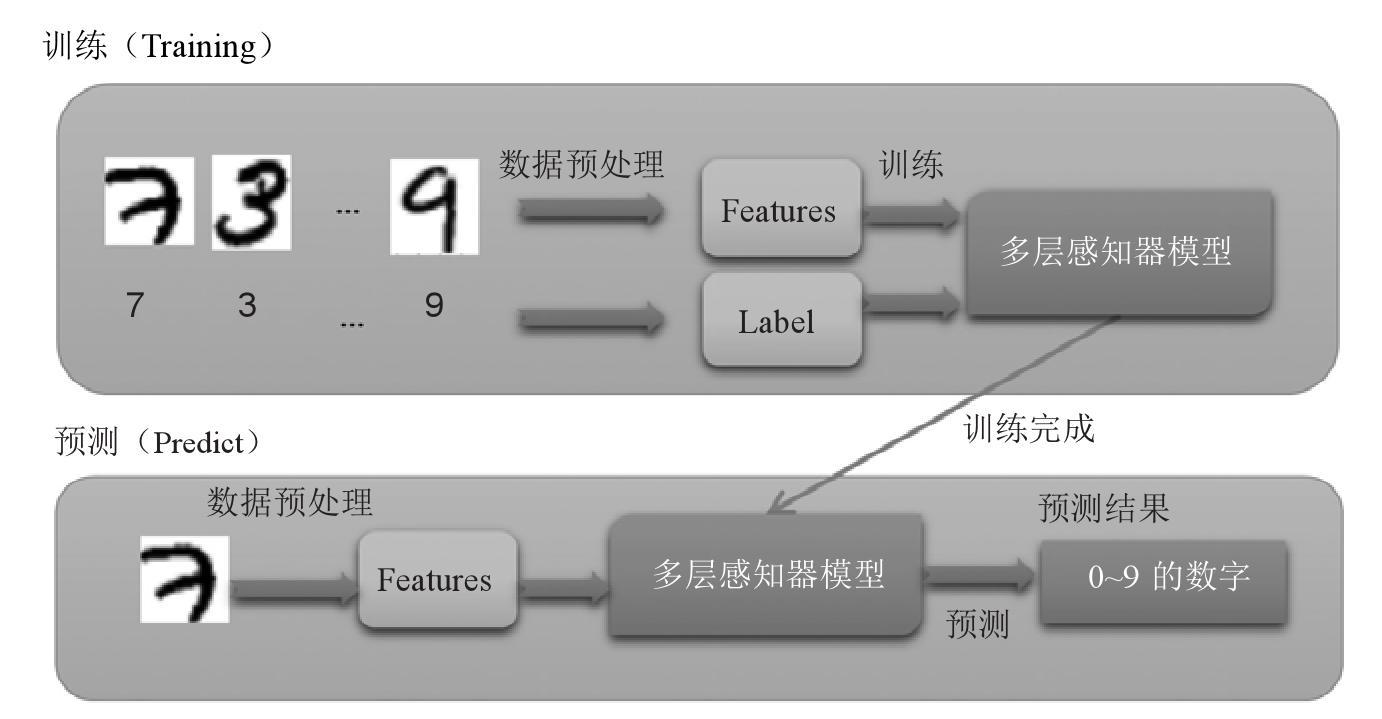 训练（Training）
数据预处理
训练
7 3 ... 9
Features
多层感知器模型
7 3 ... 9
Label
训练完成
预测（Predict）
数据预处理
预测结果
7
Features
多层感知器模型
0~9 的数字
预测